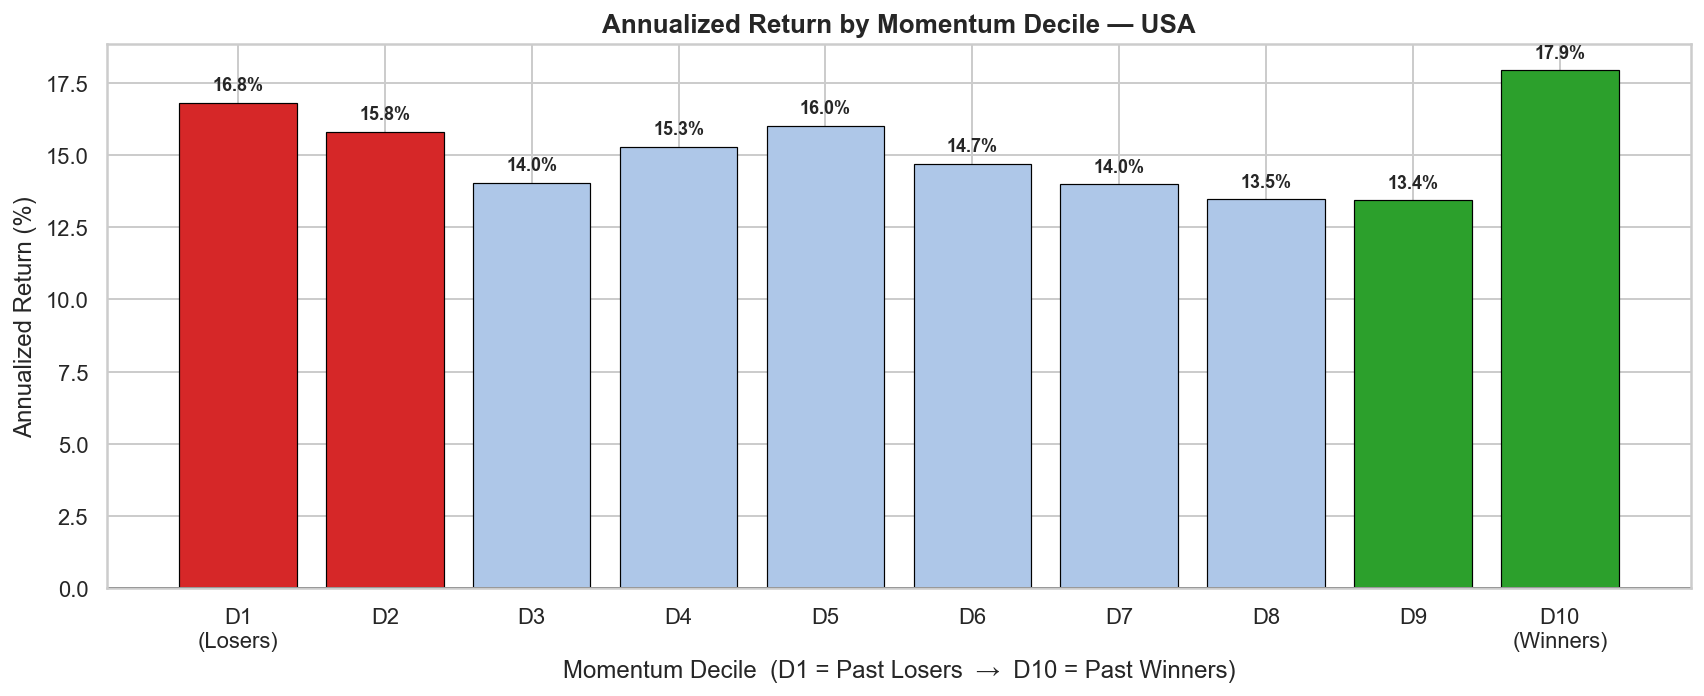 Annualized Return by Momentum Decile — USA
Annualized Return (%)
17.5
15.0
12.5
10.0
7.5
5.0
2.5
0.0
16.8%
15.8%
14.0%
15.3%
16.0%
14.7%
14.0%
13.5%
13.4%
17.9%
D1
(Losers)
D2
D3
D4
D5
D6
D7
D8
D9
D10
(Winners)
Momentum Decile (D1 = Past Losers → D10 = Past Winners)